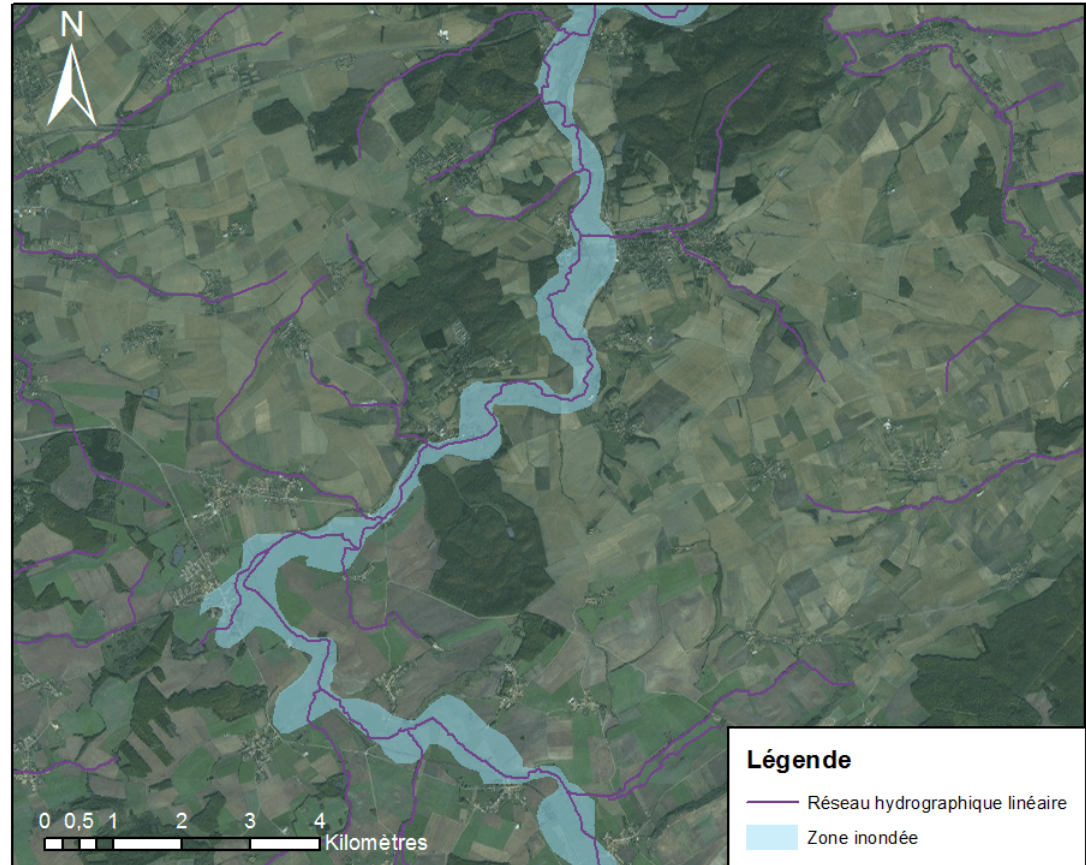 N
Légende
Réseau hydrographique linéaire
Zone inondée
0 0,5 1 2 3 4
Kilomètres